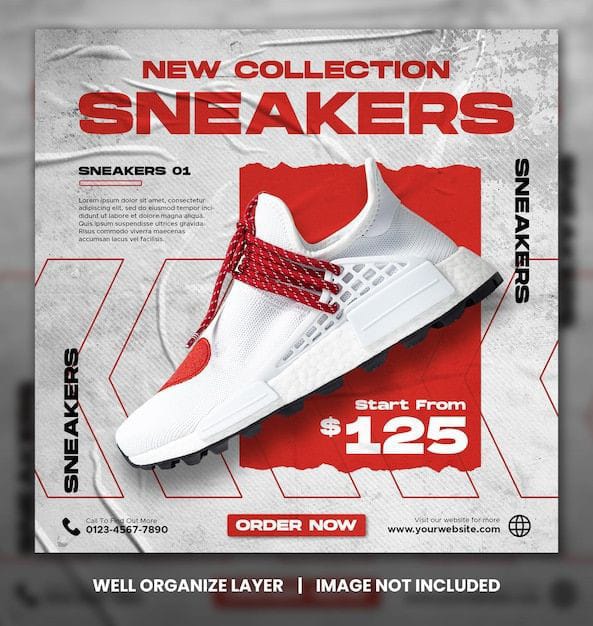 NEW COLLECTION
SNEAKERS
SNEAKERS 01
Lorem ipsum dolor sit amet, consectetur
adipiscing elit, sed do eiusmod tempor inci-
didunt ut labore et dolore magna aliqua.
Quis ipsum suspendisse ultrices gravida.
Risus commodo viverra maecenas
accumsan lacus vel facilisis.
SNEAKERS
SNEAKERS
Start From
$125
Call To Find Out More
0123-4567-7890
ORDER NOW
Visit our website for more
www.yourwebsite.com
WELL ORGANIZE LAYER | IMAGE NOT INCLUDED